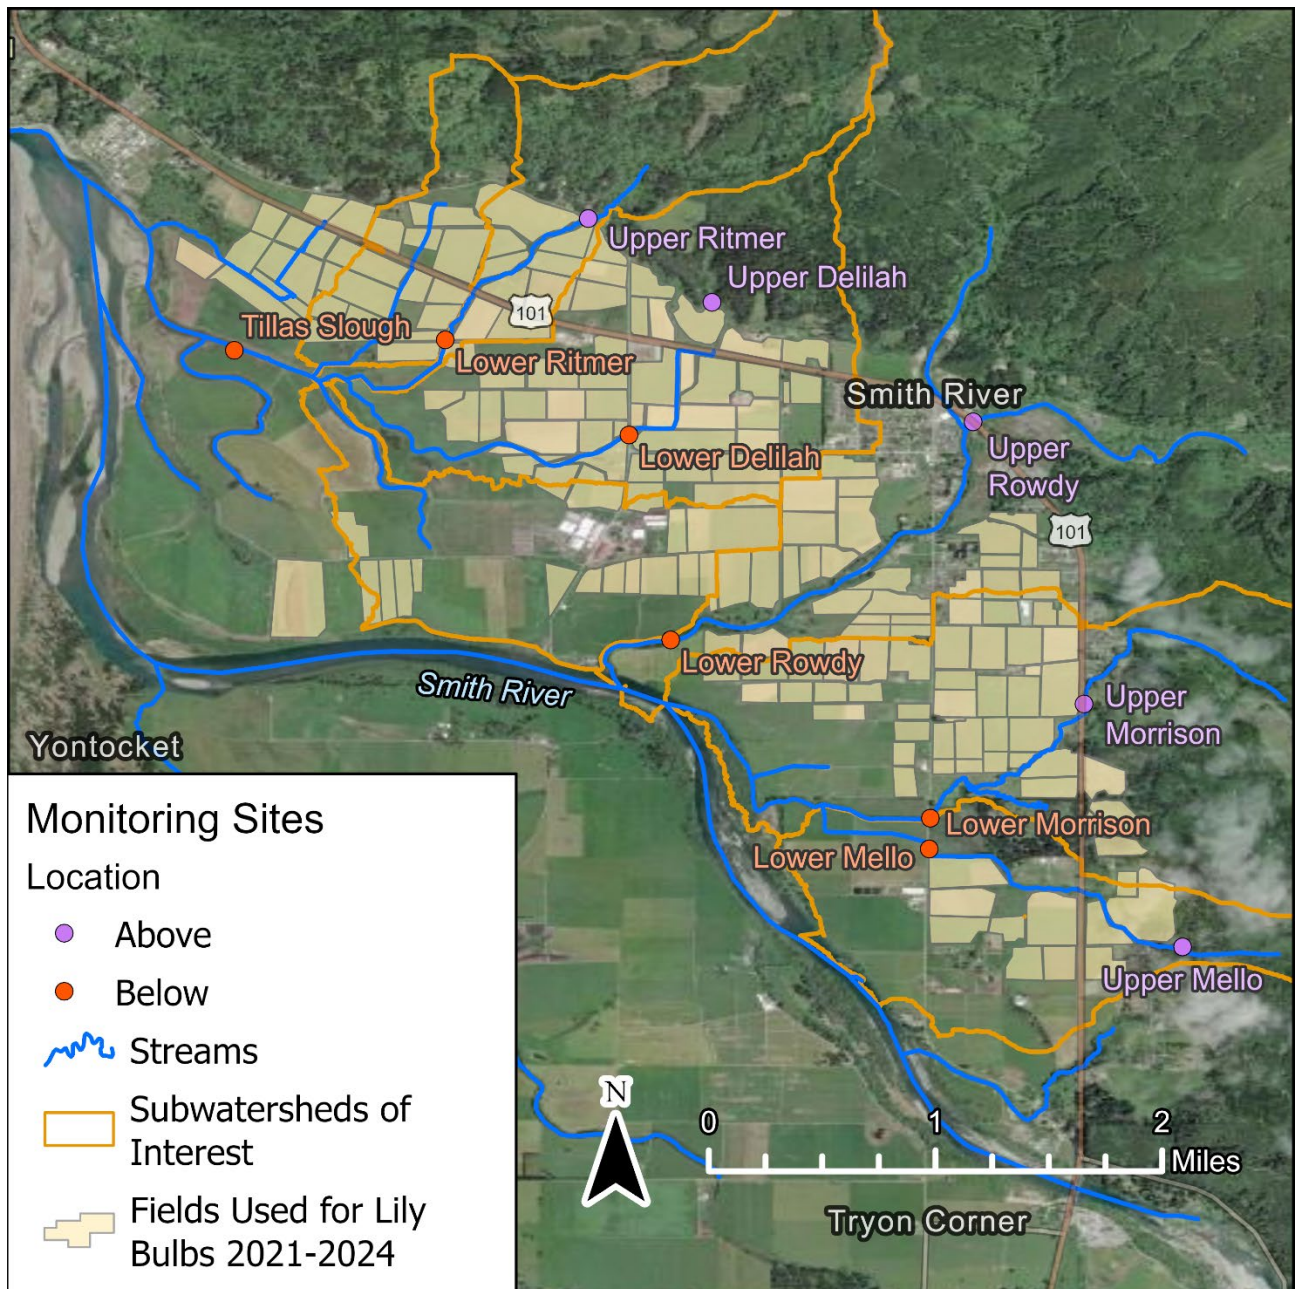 Upper Ritmer
Upper Delilah
101
Tillas Slough
Lower Ritmer
Smith River
Lower Delilah
Upper
Rowdy
101
Lower Rowdy
Smith River
Upper
Morrison
Yontocket
Lower Morrison
Lower Mello
Upper Mello
Monitoring Sites
Location
Above
Below
Streams
Subwatersheds of
Interest
Fields Used for Lily
Bulbs 2021-2024
N
0 1 2
Miles
Tryon Corner